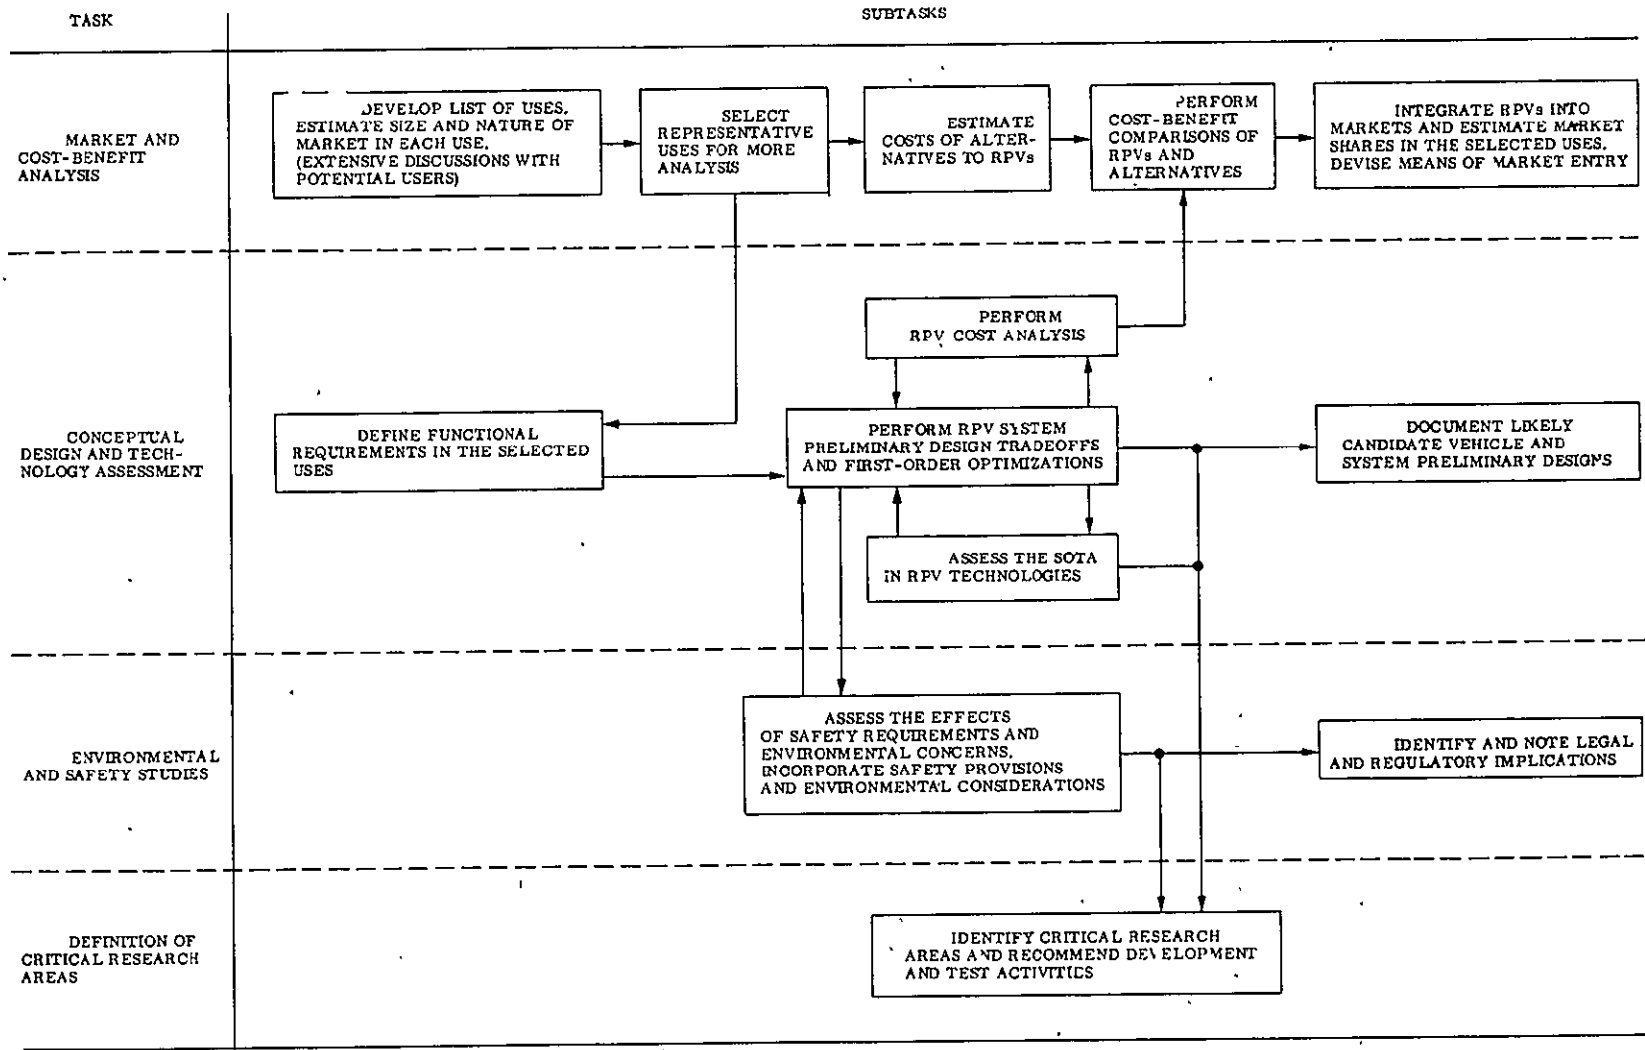 TASK
SUBTASKS
MARKET AND
COST-BENEFIT
ANALYSIS
DEVELOP LIST OF USES,
ESTIMATE SIZE AND NATURE OF
MARKET IN EACH USE.
(EXTENSIVE DISCUSSIONS WITH
POTENTIAL USERS)
SELECT
REPRESENTATIVE
USES FOR MORE
ANALYSIS
ESTIMATE
COSTS OF ALTER-
NATIVES TO RPVs
PERFORM
COST-BENEFIT
COMPARISONS OF
RPVs AND
ALTERNATIVES
INTEGRATE RPVs INTO
MARKETS AND ESTIMATE MARKET
SHARES IN THE SELECTED USES.
DEVISE MEANS OF MARKET ENTRY
CONCEPTUAL
DESIGN AND TECH-
NOLOGY ASSESSMENT
PERFORM
RPV COST ANALYSIS
DEFINE FUNCTIONAL
REQUIREMENTS IN THE SELECTED
USES
PERFORM RPV SYSTEM
PRELIMINARY DESIGN TRADEOFFS
AND FIRST-ORDER OPTIMIZATIONS
DOCUMENT LIKELY
CANDIDATE VEHICLE AND
SYSTEM PRELIMINARY DESIGNS
ASSESS THE SOTA
IN RPV TECHNOLOGIES
ENVIRONMENTAL
AND SAFETY STUDIES
ASSESS THE EFFECTS
OF SAFETY REQUIREMENTS AND
ENVIRONMENTAL CONCERNS.
INCORPORATE SAFETY PROVISIONS
AND ENVIRONMENTAL CONSIDERATIONS
IDENTIFY AND NOTE LEGAL
AND REGULATORY IMPLICATIONS
DEFINITION OF
CRITICAL RESEARCH
AREAS
IDENTIFY CRITICAL RESEARCH
AREAS AND RECOMMEND DEVELOPMENT
AND TEST ACTIVITIES